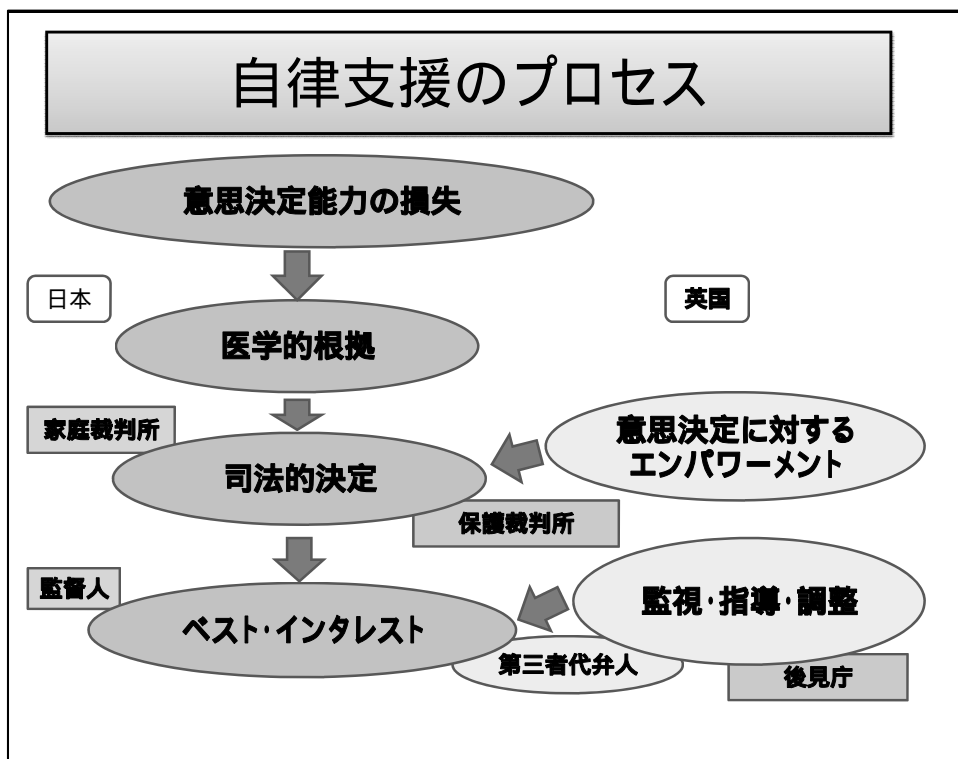 自律支援のプロセス
意思決定能力の損失
日本
英国
医学的根拠
家庭裁判所
意思決定に対する
エンパワーメント
司法的決定
保護裁判所
監督人
監視・指導・調整
ベスト・インタレスト
第三者代弁人
後見庁